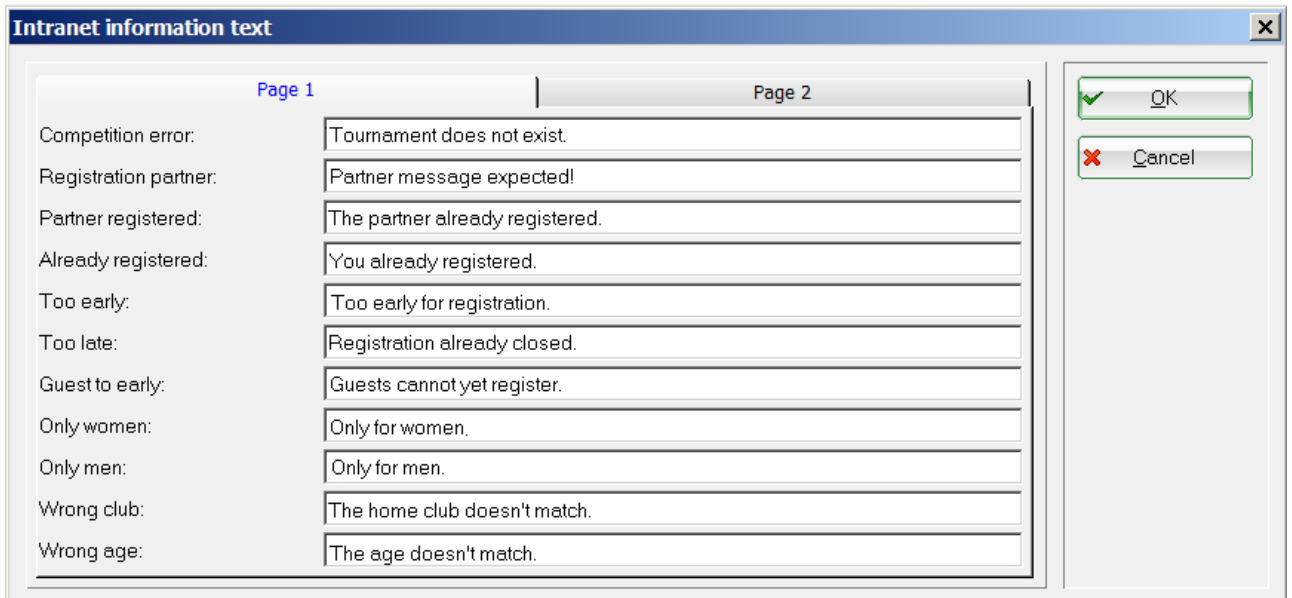 Intranet information text
Page 1 Page 2
OK
Cancel
Competition error: Tournament does not exist.
Registration partner: Partner message expected!
Partner registered: The partner already registered.
Already registered: You already registered.
Too early: Too early for registration.
Too late: Registration already closed.
Guest to early: Guests cannot yet register.
Only women: Only for women.
Only men: Only for men.
Wrong club: The home club doesn't match.
Wrong age: The age doesn't match.